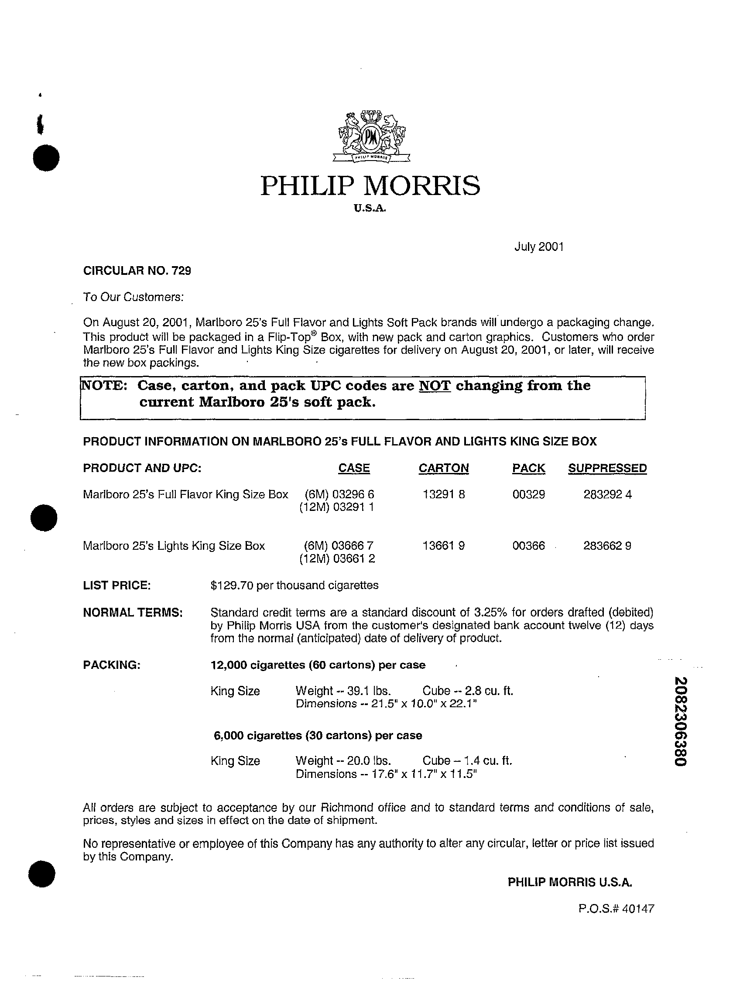 PM
PHILIP MORRIS
PHILIP MORRIS
U.S.A.
July 2001
CIRCULAR NO. 729
To Our Customers:
On August 20, 2001, Marlboro 25's Full Flavor and Lights Soft Pack brands will undergo a packaging change.
This product will be packaged in a Flip-Top® Box, with new pack and carton graphics. Customers who order
Marlboro 25's Full Flavor and Lights King Size cigarettes for delivery on August 20, 2001, or later, will receive
the new box packings.
NOTE: Case, carton, and pack UPC codes are NOT changing from the
current Marlboro 25's soft pack.
PRODUCT INFORMATION ON MARLBORO 25's FULL FLAVOR AND LIGHTS KING SIZE BOX
PRODUCT AND UPC: CASE CARTON PACK SUPPRESSED
Marlboro 25's Full Flavor King Size Box (6M) 03296 6 13291 8 00329 283292 4
(12M) 03291 1
Marlboro 25's Lights King Size Box (6M) 03666 7 13661 9 00366 283662 9
(12M) 03661 2
LIST PRICE: $129.70 per thousand cigarettes
NORMAL TERMS: Standard credit terms are a standard discount of 3.25% for orders drafted (debited)
by Philip Morris USA from the customer's designated bank account twelve (12) days
from the normal (anticipated) date of delivery of product.
PACKING: 12,000 cigarettes (60 cartons) per case
King Size Weight -- 39.1 lbs. Cube -- 2.8 cu. ft.
Dimensions -- 21.5" x 10.0" x 22.1"
6,000 cigarettes (30 cartons) per case
King Size Weight -- 20.0 lbs. Cube -- 1.4 cu. ft.
Dimensions -- 17.6" x 11.7" x 11.5"
2082306380
All orders are subject to acceptance by our Richmond office and to standard terms and conditions of sale,
prices, styles and sizes in effect on the date of shipment.
No representative or employee of this Company has any authority to alter any circular, letter or price list issued
by this Company.
PHILIP MORRIS U.S.A.
P.O.S.# 40147